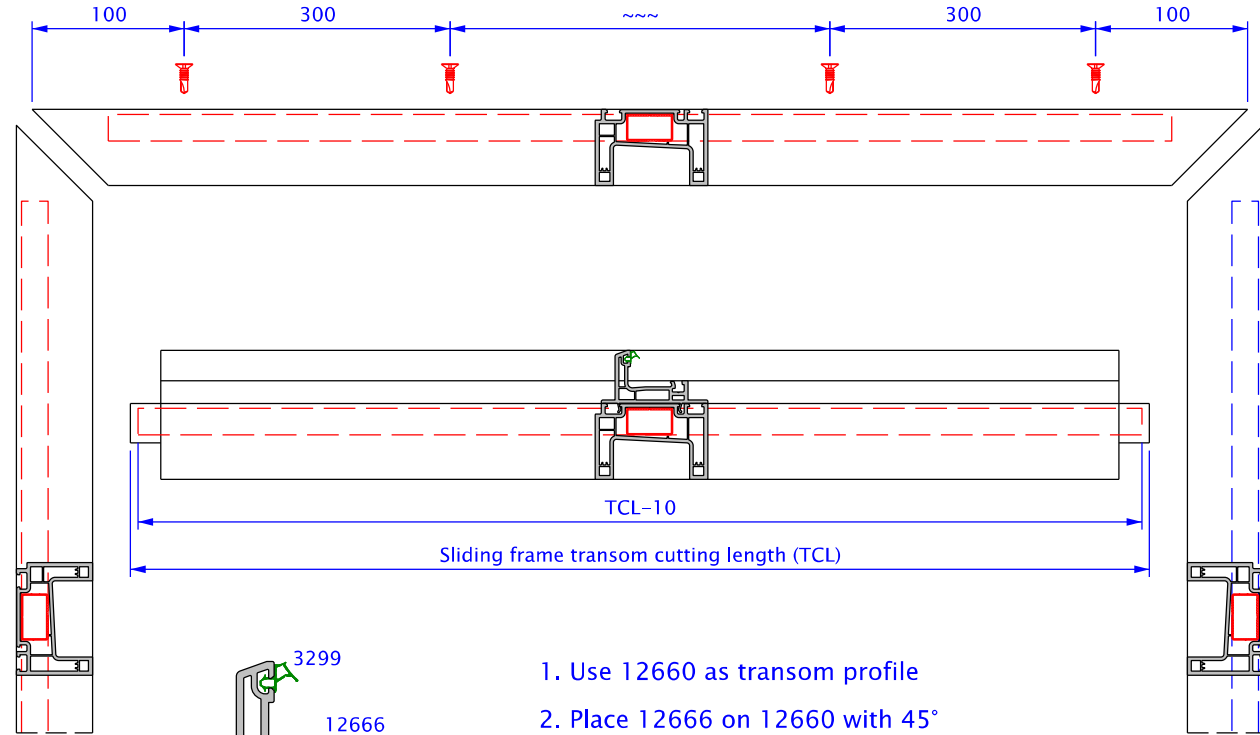 100 300 ~~~ 300 100
TCL-10
Sliding frame transom cutting length (TCL)
3299
12666
1. Use 12660 as transom profile
2. Place 12666 on 12660 with 45°